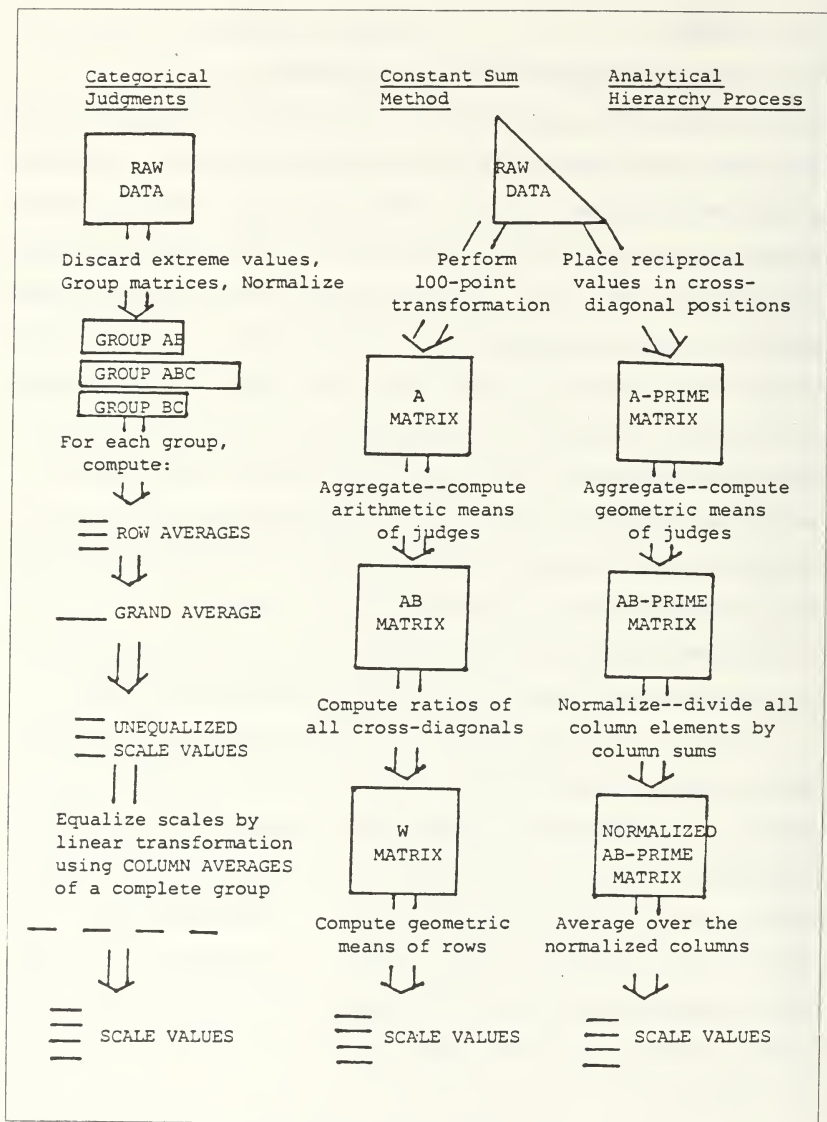 Categorical
Judgments
RAW
DATA
Discard extreme values,
Group matrices, Normalize
GROUP AB
GROUP ABC
GROUP BC
For each group,
compute:
ROW AVERAGES
GRAND AVERAGE
UNEQUALIZED
SCALE VALUES
Equalize scales by
linear transformation
using COLUMN AVERAGES
of a complete group
SCALE VALUES
Constant Sum
Method
Analytical
Hierarchy Process
RAW
DATA
Perform
100-point
transformation
A
MATRIX
Aggregate--compute
arithmetic means
of judges
AB
MATRIX
Compute ratios of
all cross-diagonals
W
MATRIX
Compute geometric
means of rows
SCALE VALUES
Place reciprocal
values in cross-
diagonal positions
A-PRIME
MATRIX
Aggregate--compute
geometric means
of judges
AB-PRIME
MATRIX
Normalize--divide all
column elements by
column sums
NORMALIZED
AB-PRIME
MATRIX
Average over the
normalized columns
SCALE VALUES